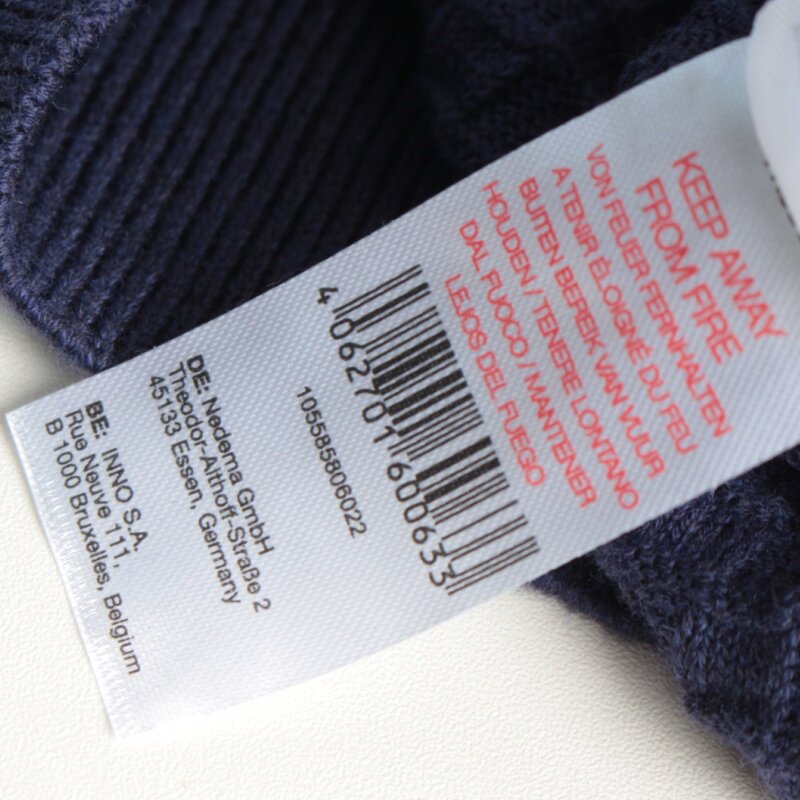 KEEP AWAY
FROM FIRE
VON FEUER FERNHALTEN
A TENIR ÉLOIGNÉ DU FEU
BUITEN BEREIK VAN VUUR
HOUDEN / TENERE LONTANO
DAL FUOCO / MANTENER
LEJOS DEL FUEGO
4 062701 600633
105585806022
DE: Nedema GmbH
Theodor-Althoff-Straße 2
45133 Essen, Germany
BE: INNO S.A.
Rue Neuve 111,
B 1000 Bruxelles, Belgium